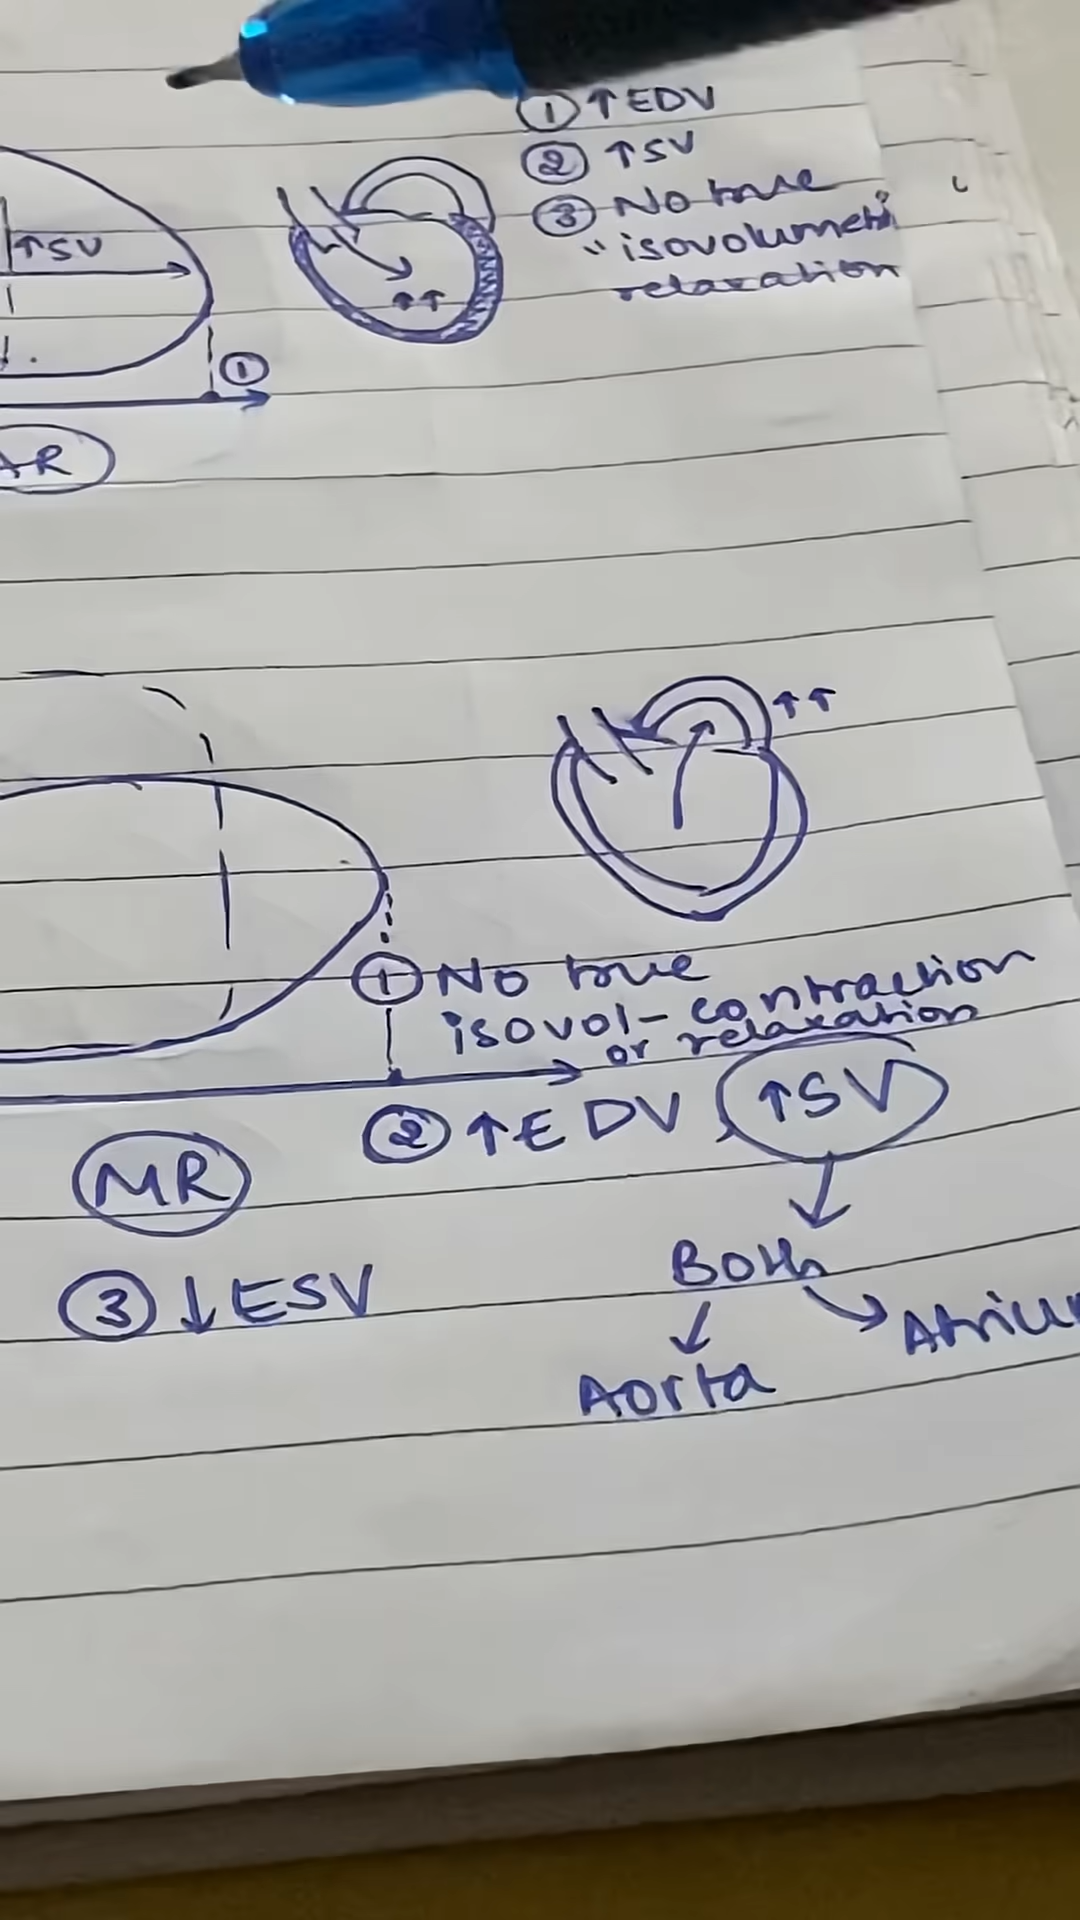 ① ↑EDV
② ↑SV
③ No true
"isovolumetri
relaxation
↑SV
↑↑
①
AR
↑↑
① No true
isovol- contraction
or relaxation
② ↑EDV, ↑SV
MR
③ ↓ESV
Both
Aorta
Atriu